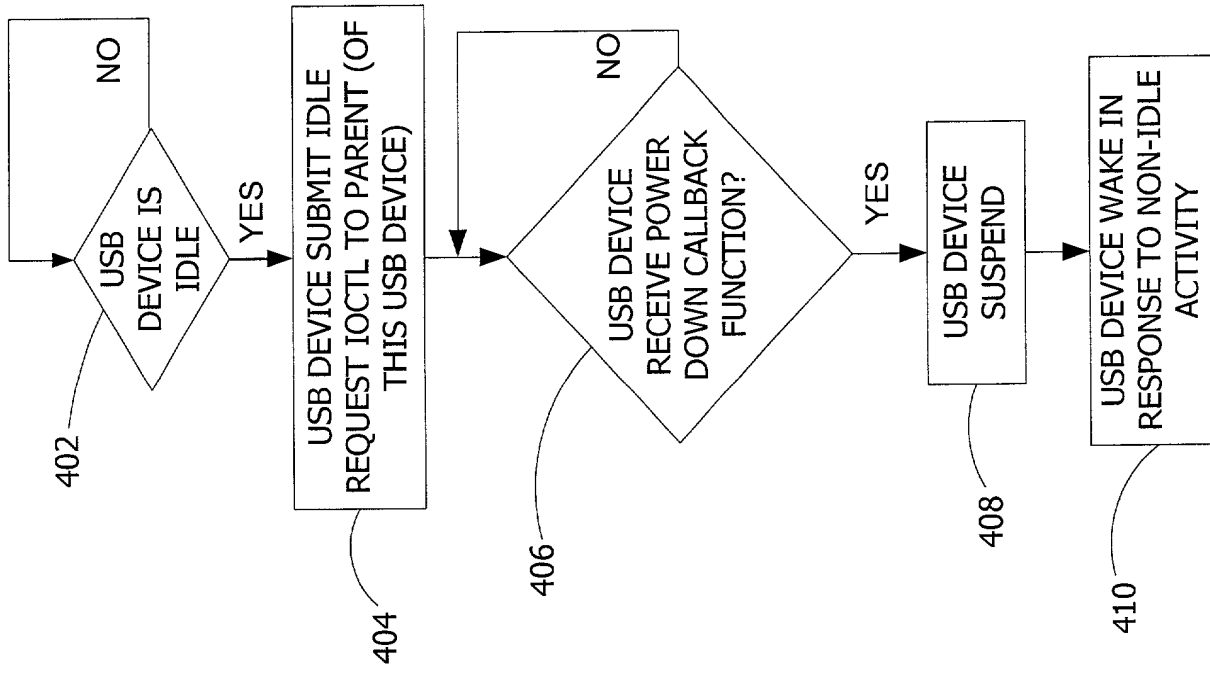 USB
DEVICE IS
IDLE
NO
YES
402
USB DEVICE SUBMIT IDLE
REQUEST IOCTL TO PARENT (OF
THIS USB DEVICE)
404
USB DEVICE
RECEIVE POWER
DOWN CALLBACK
FUNCTION?
NO
YES
406
USB DEVICE
SUSPEND
408
USB DEVICE WAKE IN
RESPONSE TO NON-IDLE
ACTIVITY
410